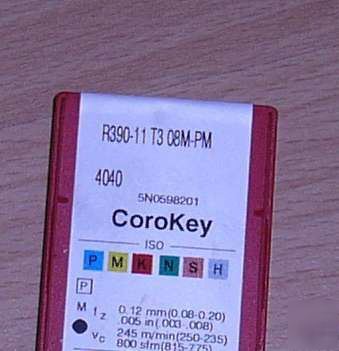 R390-11 T3 08M-PM
4040
5N0598201
CoroKey
ISO
P M K N S H
P
M fz 0.12 mm(0.08-0.20)
.005 in(.003-.008)
vc 245 m/min(250-235)
800 sfm(815-775)